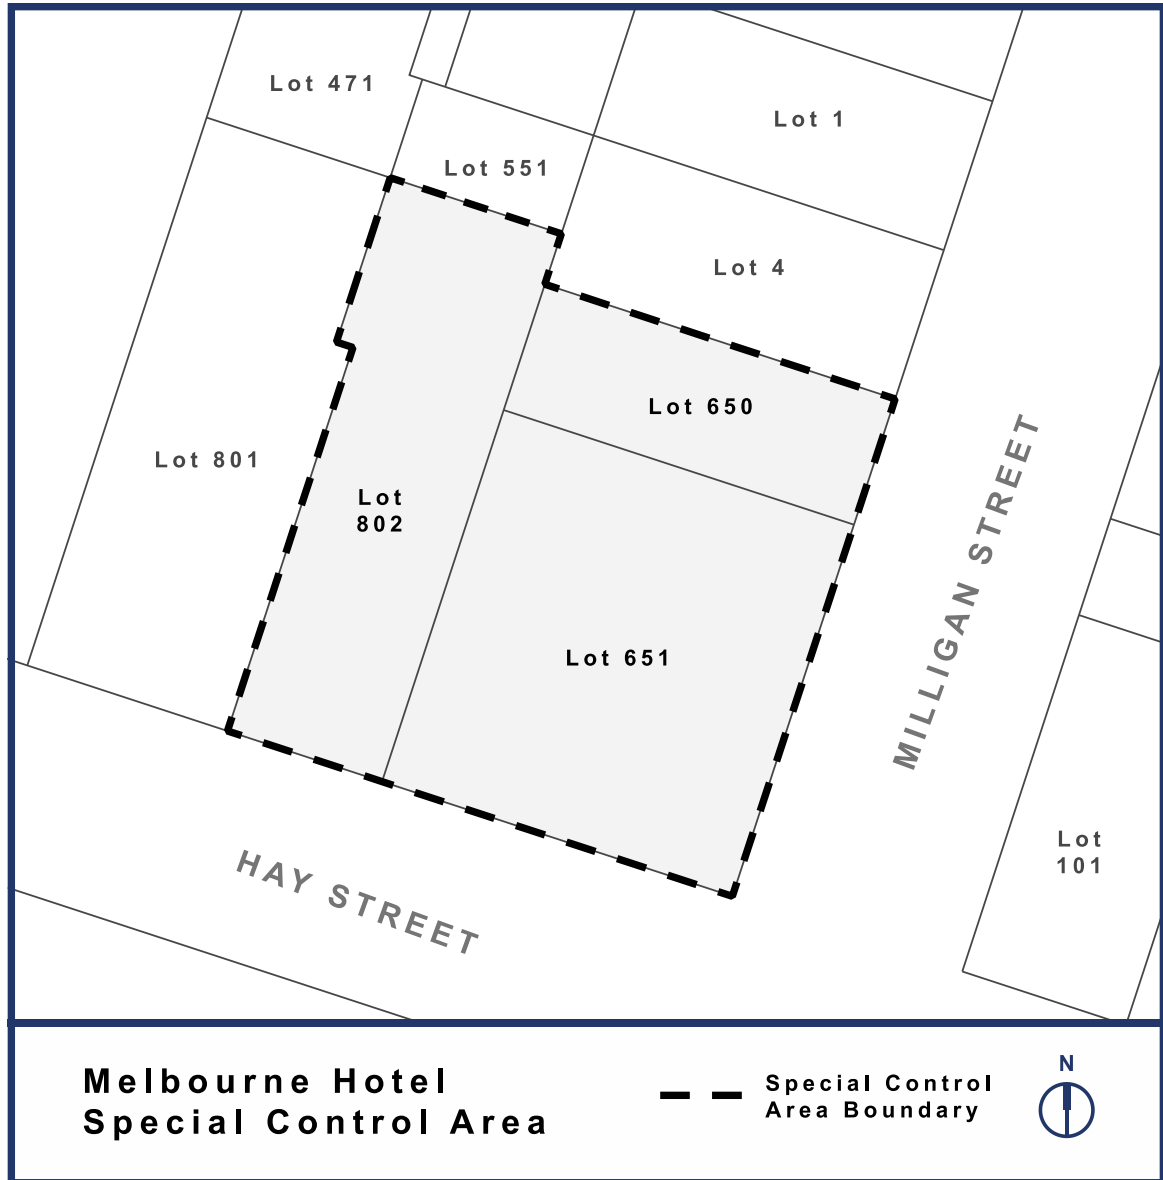 Lot 471
Lot 1
Lot 551
Lot 4
Lot 650
Lot 801
Lot
802
MILLIGAN STREET
Lot 651
Lot
101
HAY STREET
Melbourne Hotel
Special Control Area
Special Control
Area Boundary
N